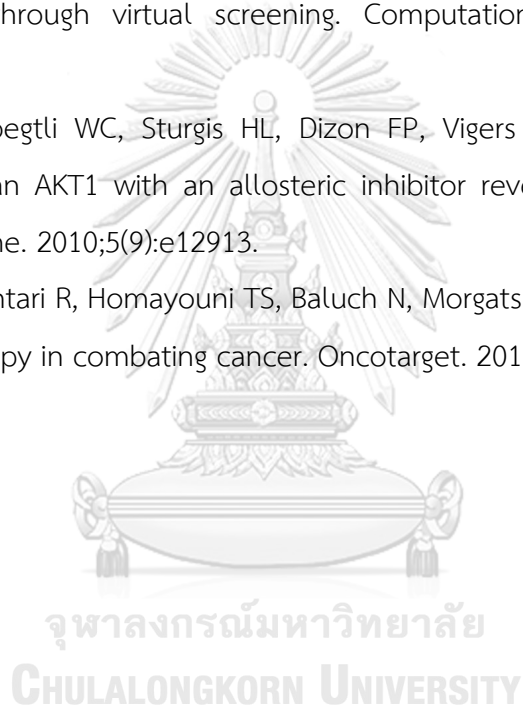 hrough virtual screening. Computation
egtli WC, Sturgis HL, Dizon FP, Vigers
an AKT1 with an allosteric inhibitor reve
ne. 2010;5(9):e12913.
ntari R, Homayouni TS, Baluch N, Morgats
py in combating cancer. Oncotarget. 201
จุฬาลงกรณ์มหาวิทยาลัย
CHULALONGKORN UNIVERSITY